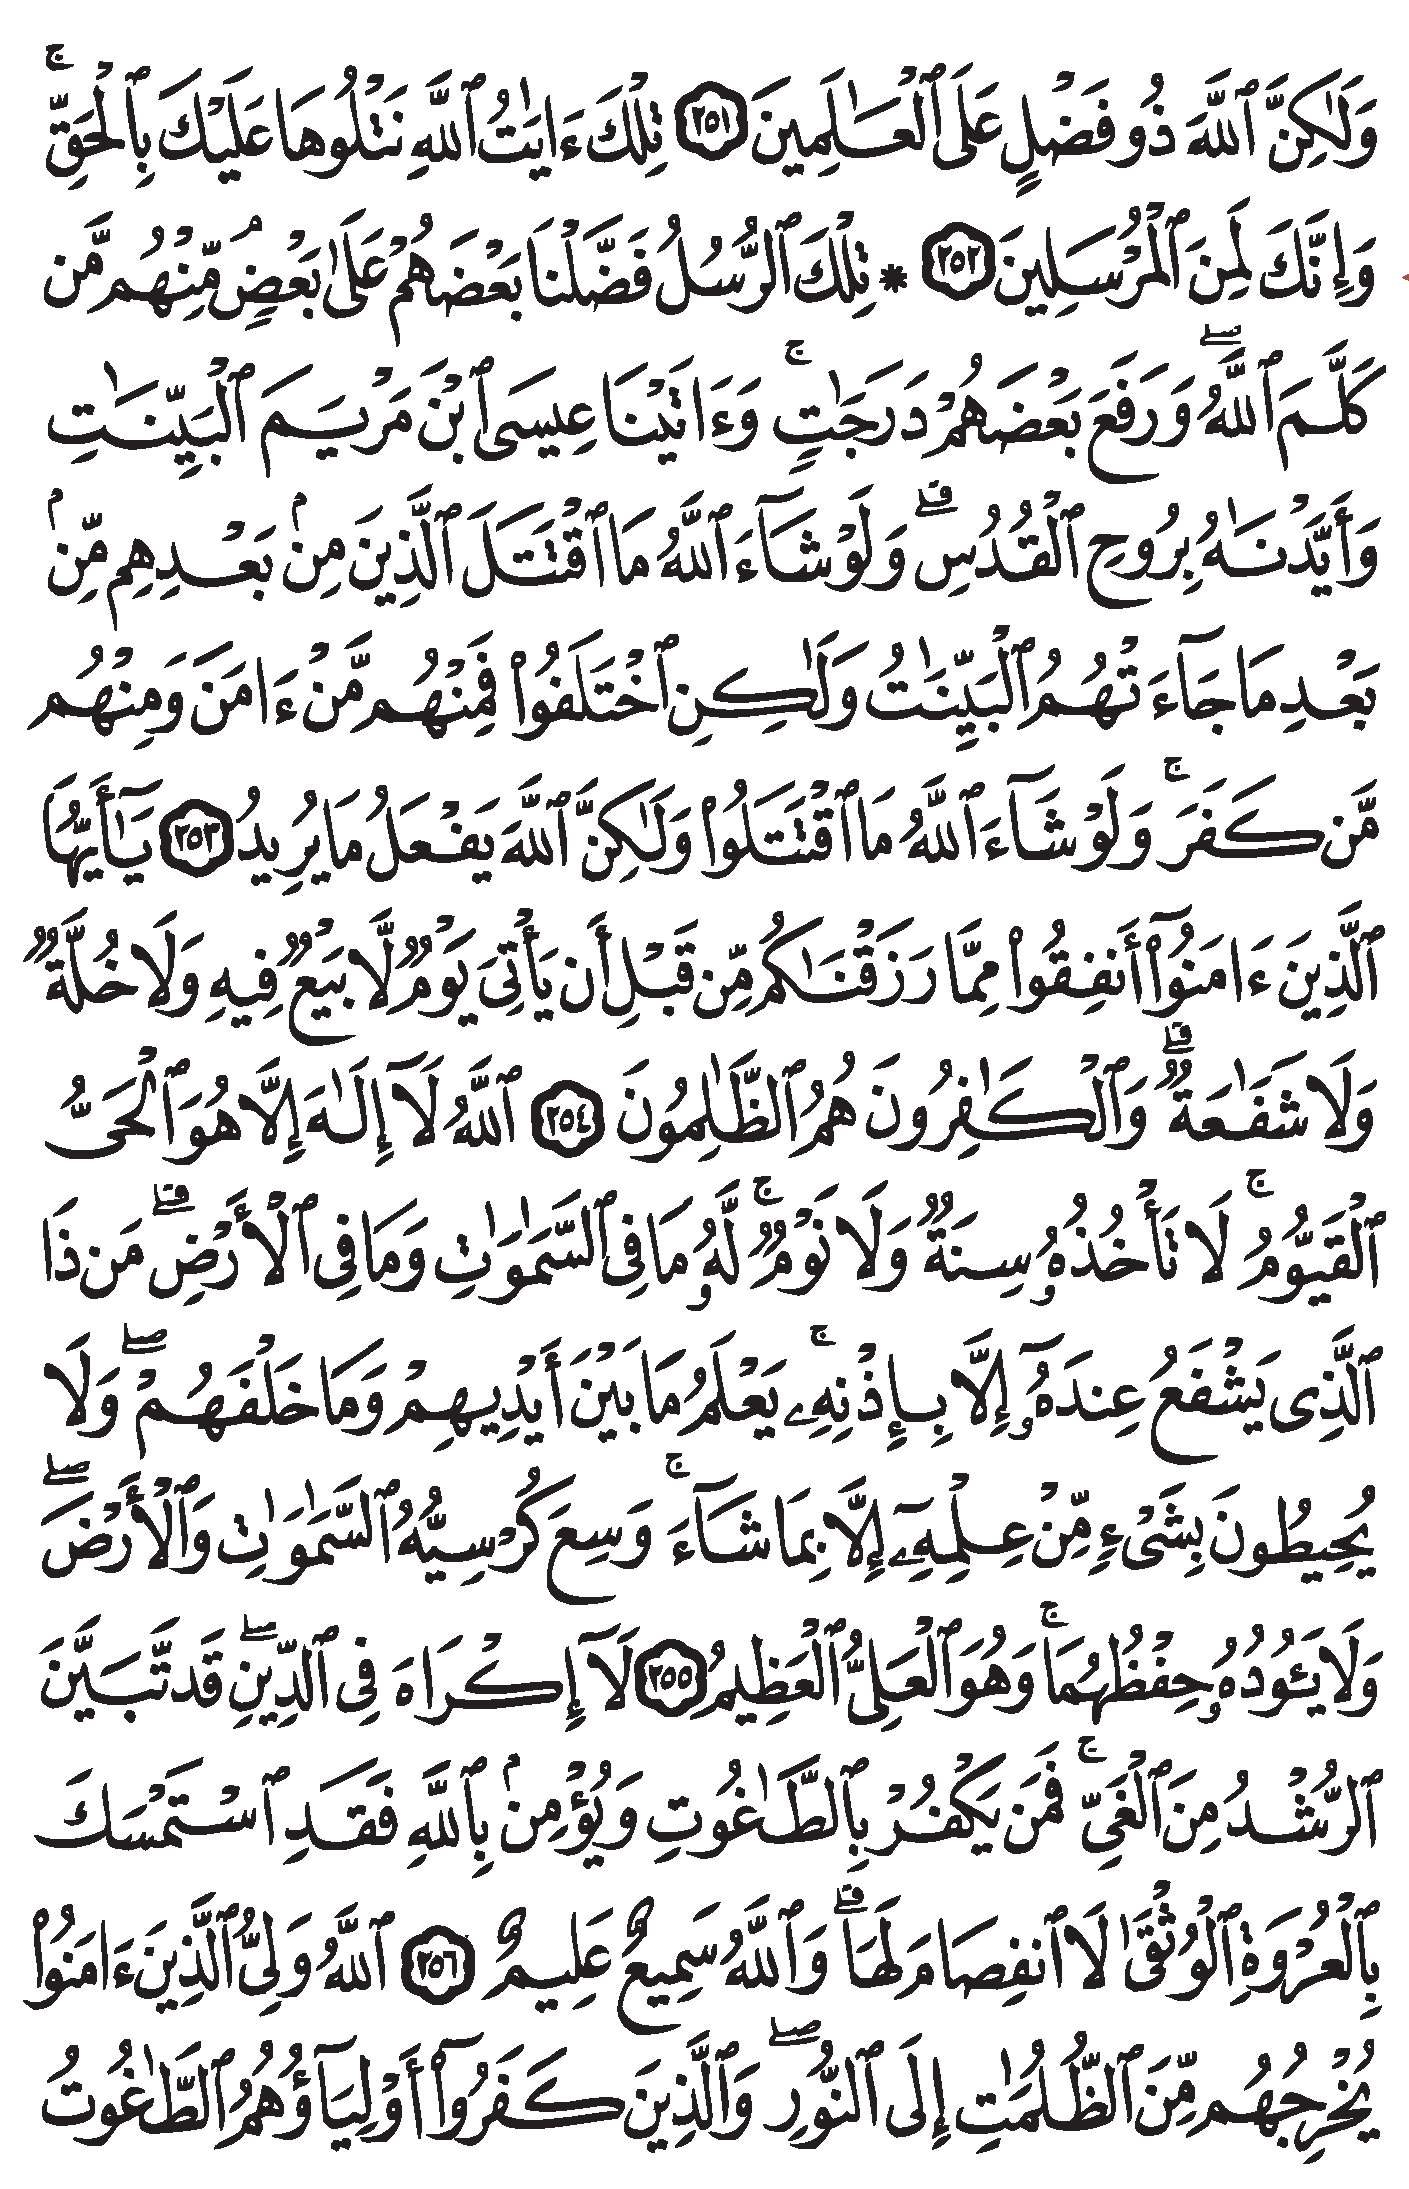 وَلَٰكِنَّ ٱللَّهَ ذُو فَضْلٍ عَلَى ٱلْعَـٰلَمِينَ ٢٥١ تِلْكَ ءَايَـٰتُ ٱللَّهِ نَتْلُوهَا عَلَيْكَ بِٱلْحَقِّ ۚ
وَإِنَّكَ لَمِنَ ٱلْمُرْسَلِينَ ٢٥٢ * تِلْكَ ٱلرُّسُلُ فَضَّلْنَا بَعْضَهُمْ عَلَىٰ بَعْضٍۢ مِّنْهُم مَّن
كَلَّمَ ٱللَّهُ ۖ وَرَفَعَ بَعْضَهُمْ دَرَجَـٰتٍ ۚ وَءَاتَيْنَا عِيسَى ٱبْنَ مَرْيَمَ ٱلْبَيِّنَـٰتِ
وَأَيَّدْنَـٰهُ بِرُوحِ ٱلْقُدُسِ ۗ وَلَوْ شَآءَ ٱللَّهُ مَا ٱقْتَتَلَ ٱلَّذِينَ مِنۢ بَعْدِهِم مِّنۢ
بَعْدِ مَا جَآءَتْهُمُ ٱلْبَيِّنَـٰتُ وَلَـٰكِنِ ٱخْتَلَفُوا۟ فَمِنْهُم مَّنْ ءَامَنَ وَمِنْهُم
مَّن كَفَرَ ۚ وَلَوْ شَآءَ ٱللَّهُ مَا ٱقْتَتَلُوا۟ وَلَـٰكِنَّ ٱللَّهَ يَفْعَلُ مَا يُرِيدُ ٢٥٣ يَـٰٓأَيُّهَا
ٱلَّذِينَ ءَامَنُوٓا۟ أَنفِقُوا۟ مِمَّا رَزَقْنَـٰكُم مِّن قَبْلِ أَن يَأْتِىَ يَوْمٌ لَّا بَيْعٌ فِيهِ وَلَا خُلَّةٌ
وَلَا شَفَـٰعَةٌ ۗ وَٱلْكَـٰفِرُونَ هُمُ ٱلظَّـٰلِمُونَ ٢٥٤ ٱللَّهُ لَآ إِلَـٰهَ إِلَّا هُوَ ٱلْحَىُّ
ٱلْقَيُّومُ ۚ لَا تَأْخُذُهُۥ سِنَةٌ وَلَا نَوْمٌ ۚ لَّهُۥ مَا فِى ٱلسَّمَـٰوَٰتِ وَمَا فِى ٱلْأَرْضِ ۗ مَن ذَا
ٱلَّذِى يَشْفَعُ عِندَهُۥٓ إِلَّا بِإِذْنِهِۦ ۚ يَعْلَمُ مَا بَيْنَ أَيْدِيهِمْ وَمَا خَلْفَهُمْ ۖ وَلَا
يُحِيطُونَ بِشَىْءٍ مِّنْ عِلْمِهِۦٓ إِلَّا بِمَا شَآءَ ۚ وَسِعَ كُرْسِيُّهُ ٱلسَّمَـٰوَٰتِ وَٱلْأَرْضَ ۖ
وَلَا يَـُٔودُهُۥ حِفْظُهُمَا ۚ وَهُوَ ٱلْعَلِىُّ ٱلْعَظِيمُ ٢٥٥ لَآ إِكْرَاهَ فِى ٱلدِّينِ ۖ قَد تَّبَيَّنَ
ٱلرُّشْدُ مِنَ ٱلْغَىِّ ۚ فَمَن يَكْفُرْ بِٱلطَّـٰغُوتِ وَيُؤْمِنۢ بِٱللَّهِ فَقَدِ ٱسْتَمْسَكَ
بِٱلْعُرْوَةِ ٱلْوُثْقَىٰ لَا ٱنفِصَامَ لَهَا ۗ وَٱللَّهُ سَمِيعٌ عَلِيمٌ ٢٥٦ ٱللَّهُ وَلِىُّ ٱلَّذِينَ ءَامَنُوا۟
يُخْرِجُهُم مِّنَ ٱلظُّلُمَـٰتِ إِلَى ٱلنُّورِ ۖ وَٱلَّذِينَ كَفَرُوٓا۟ أَوْلِيَآؤُهُمُ ٱلطَّـٰغُوتُ